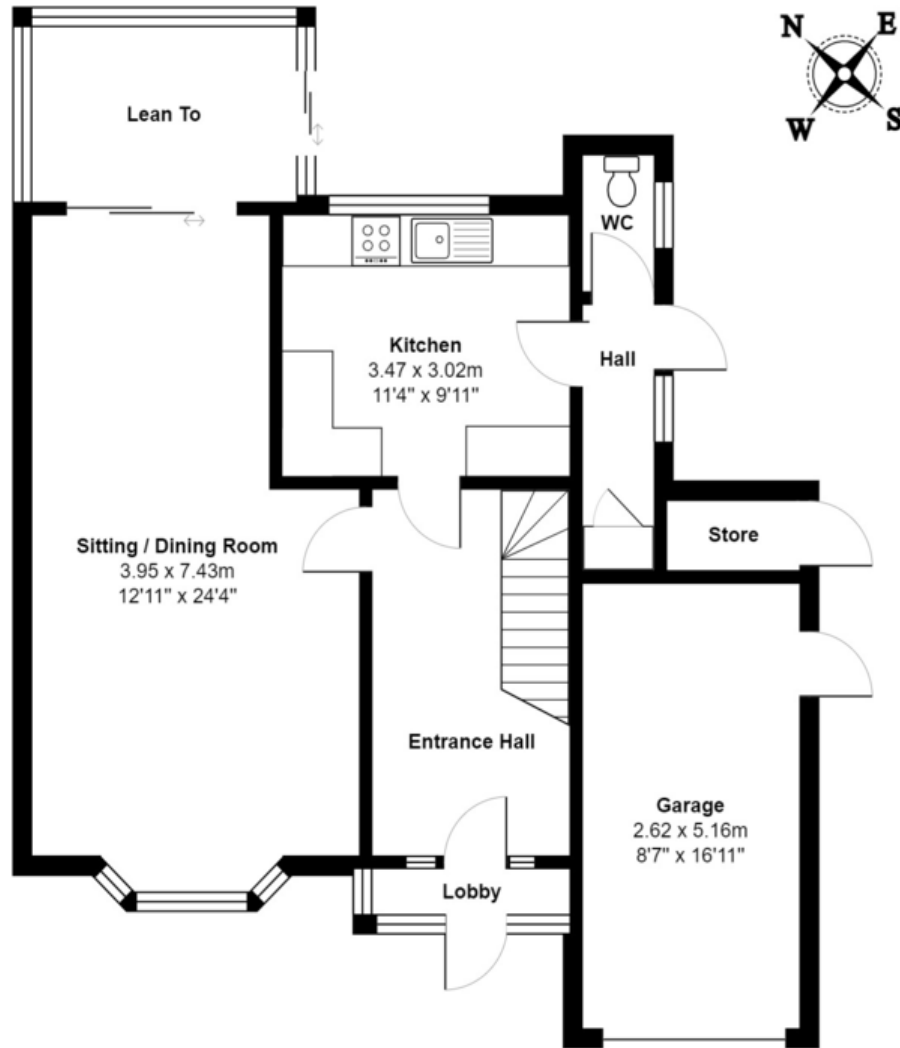 N E
W S
Lean To
WC
Kitchen
3.47 x 3.02m
11'4" x 9'11"
Hall
Sitting / Dining Room
3.95 x 7.43m
12'11" x 24'4"
Store
Entrance Hall
Garage
2.62 x 5.16m
8'7" x 16'11"
Lobby